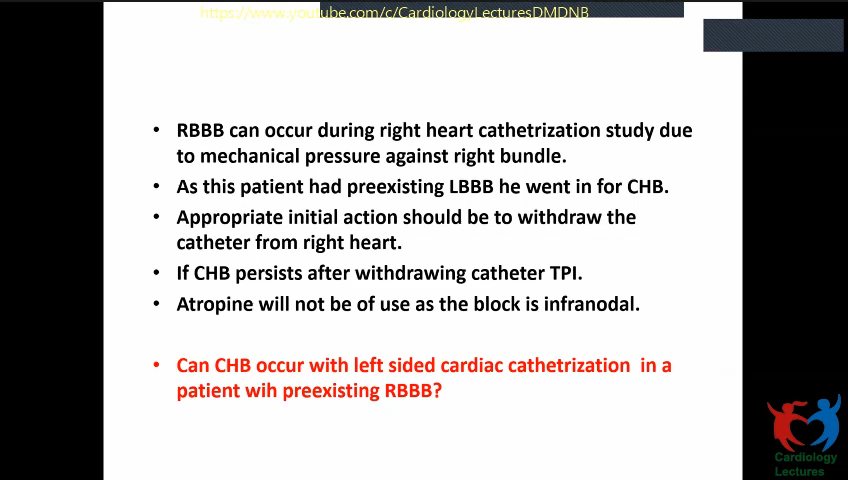 https://www.youtube.com/c/CardiologyLecturesDMDNB
• RBBB can occur during right heart cathetrization study due
to mechanical pressure against right bundle.
• As this patient had preexisting LBBB he went in for CHB.
• Appropriate initial action should be to withdraw the
catheter from right heart.
• If CHB persists after withdrawing catheter TPI.
• Atropine will not be of use as the block is infranodal.
• Can CHB occur with left sided cardiac cathetrization in a
patient wih preexisting RBBB?
Cardiology
Lectures